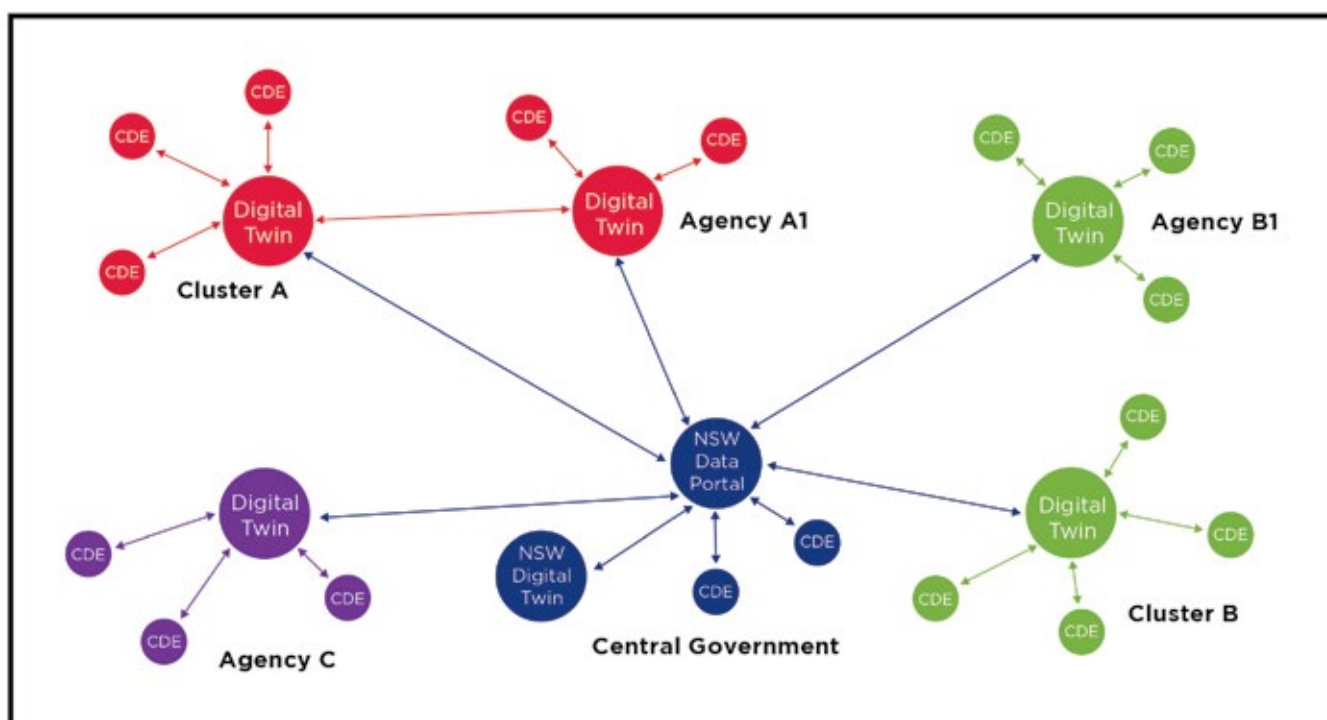 CDE
CDE
CDE
Digital
Twin
Cluster A
CDE
CDE
Digital
Twin
Agency A1
CDE
CDE
Digital
Twin
Agency B1
CDE
NSW
Data
Portal
NSW
Digital
Twin
CDE
CDE
Central Government
Digital
Twin
CDE
CDE
CDE
Agency C
CDE
Digital
Twin
CDE
CDE
CDE
Cluster B